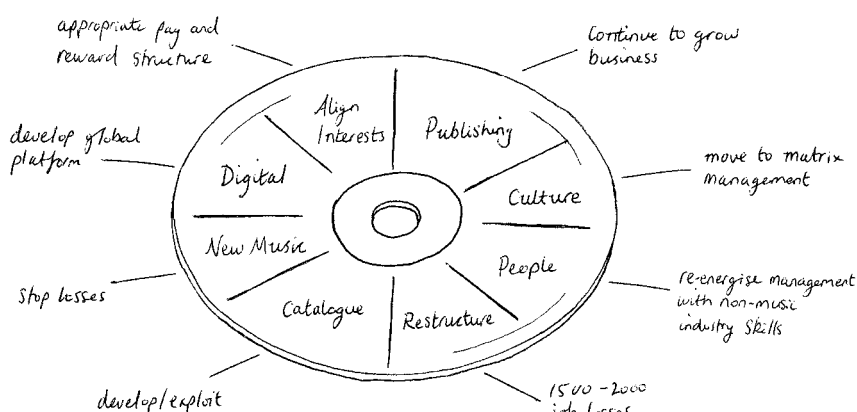 appropriate pay and
reward structure
Continue to grow
business
Align
Interests
Publishing
develop global
platform
Digital
Culture
move to matrix
management
New Music
People
Stop losses
Catalogue
Restructure
re-energise management
with non-music
industry skills
develop/exploit
1500-2000
job losses